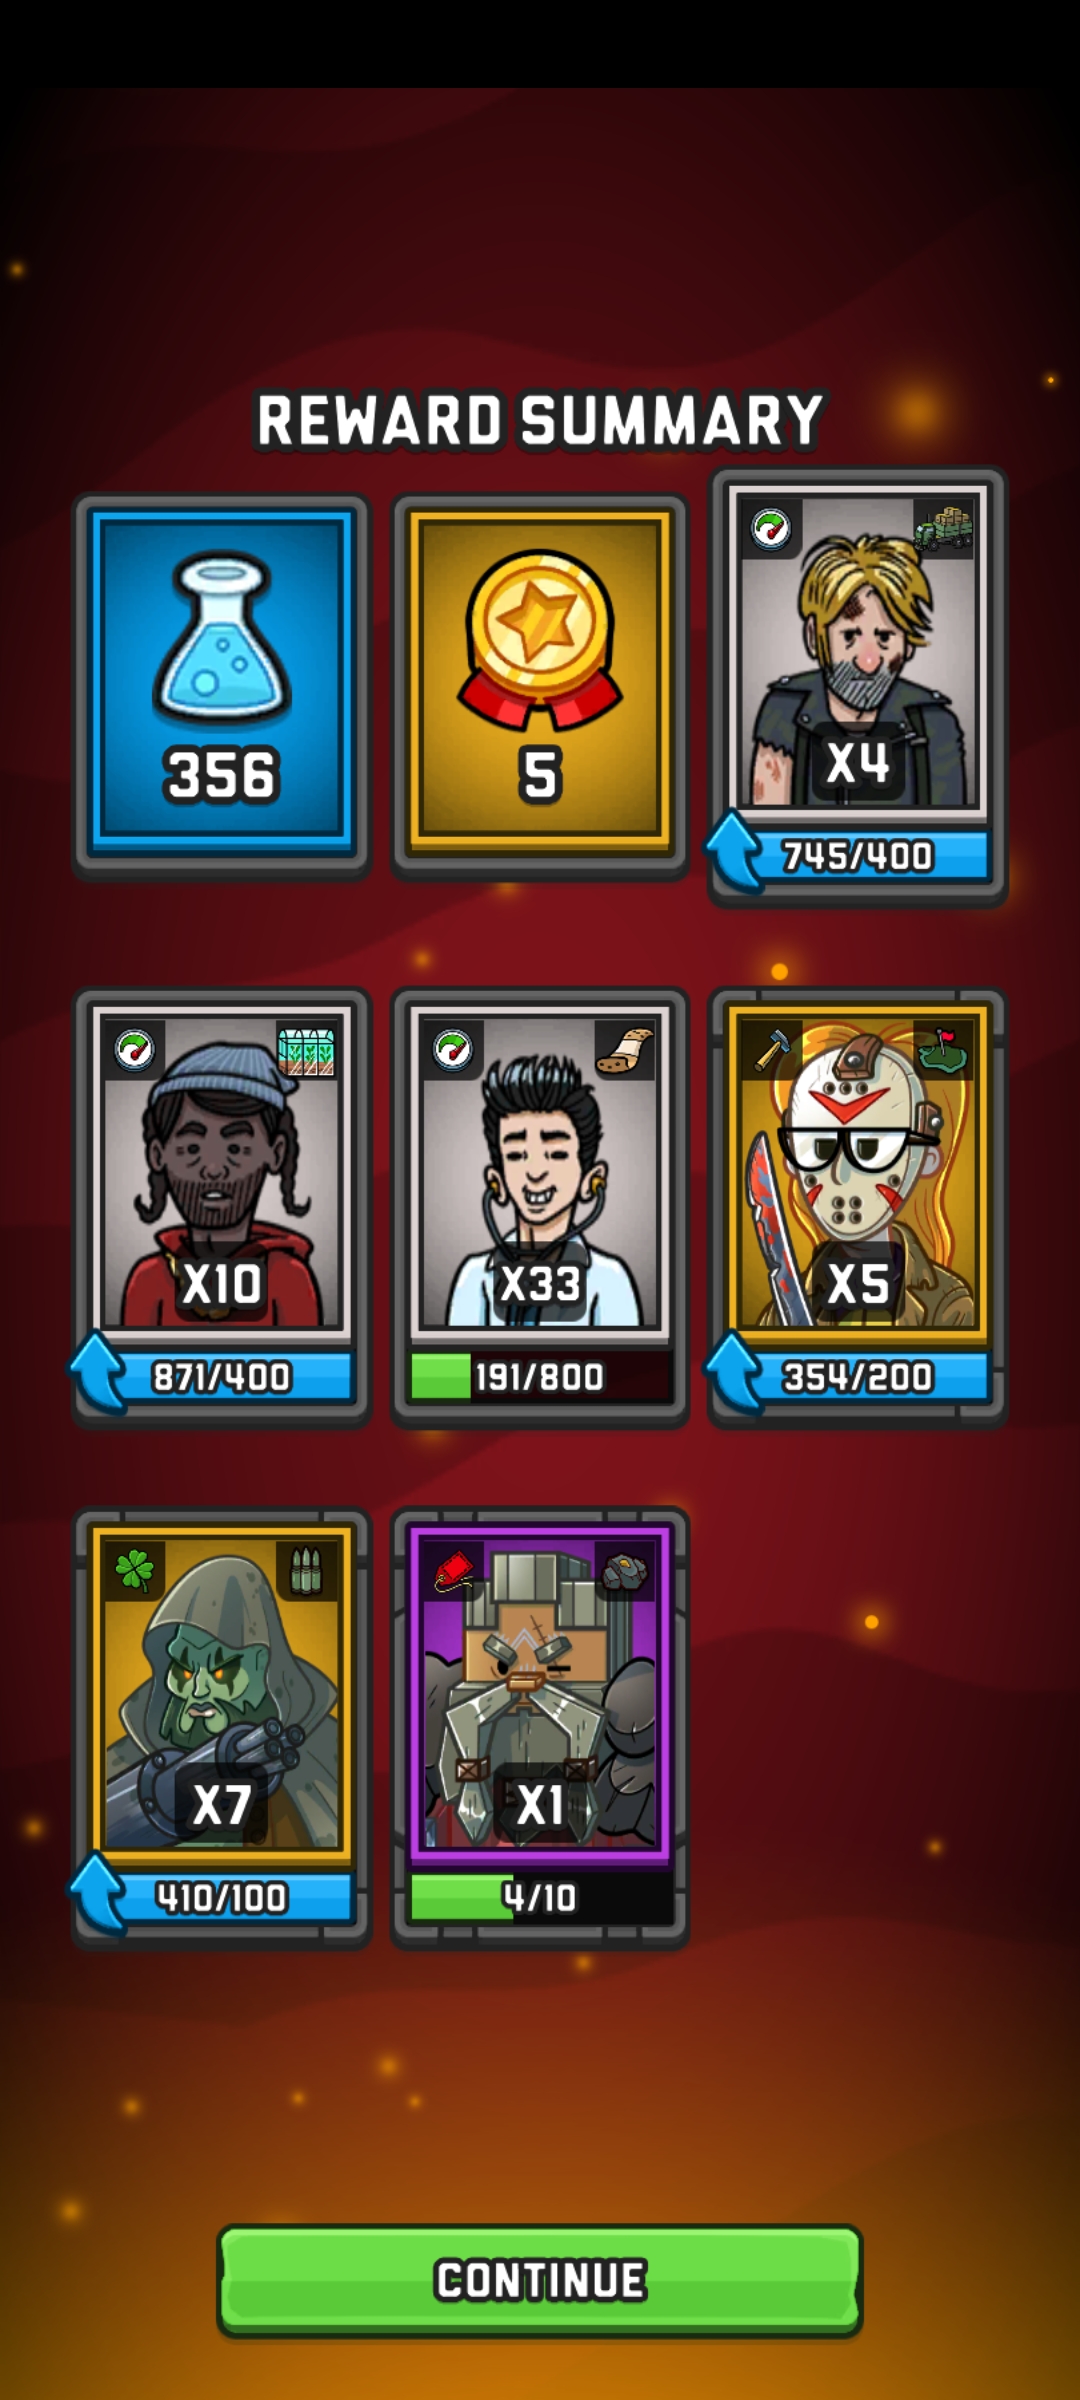 REWARD SUMMARY
356
5
X4
745/400
X10
871/400
X33
191/800
X5
354/200
X7
410/100
X1
4/10
CONTINUE